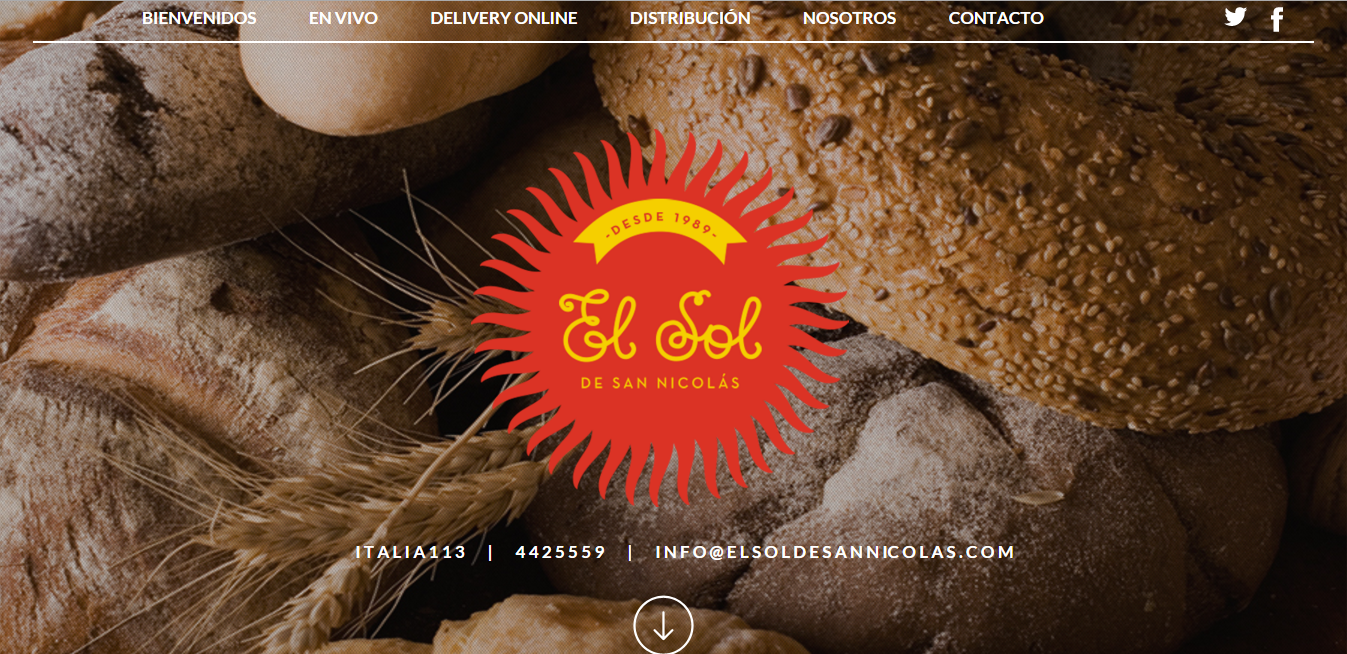 BIENVENIDOS EN VIVO DELIVERY ONLINE DISTRIBUCIÓN NOSOTROS CONTACTO
-DESDE 1989-
El Sol
DE SAN NICOLÁS
ITALIA113 | 4425559 | INFO@ELSOLDESANNICOLAS.COM